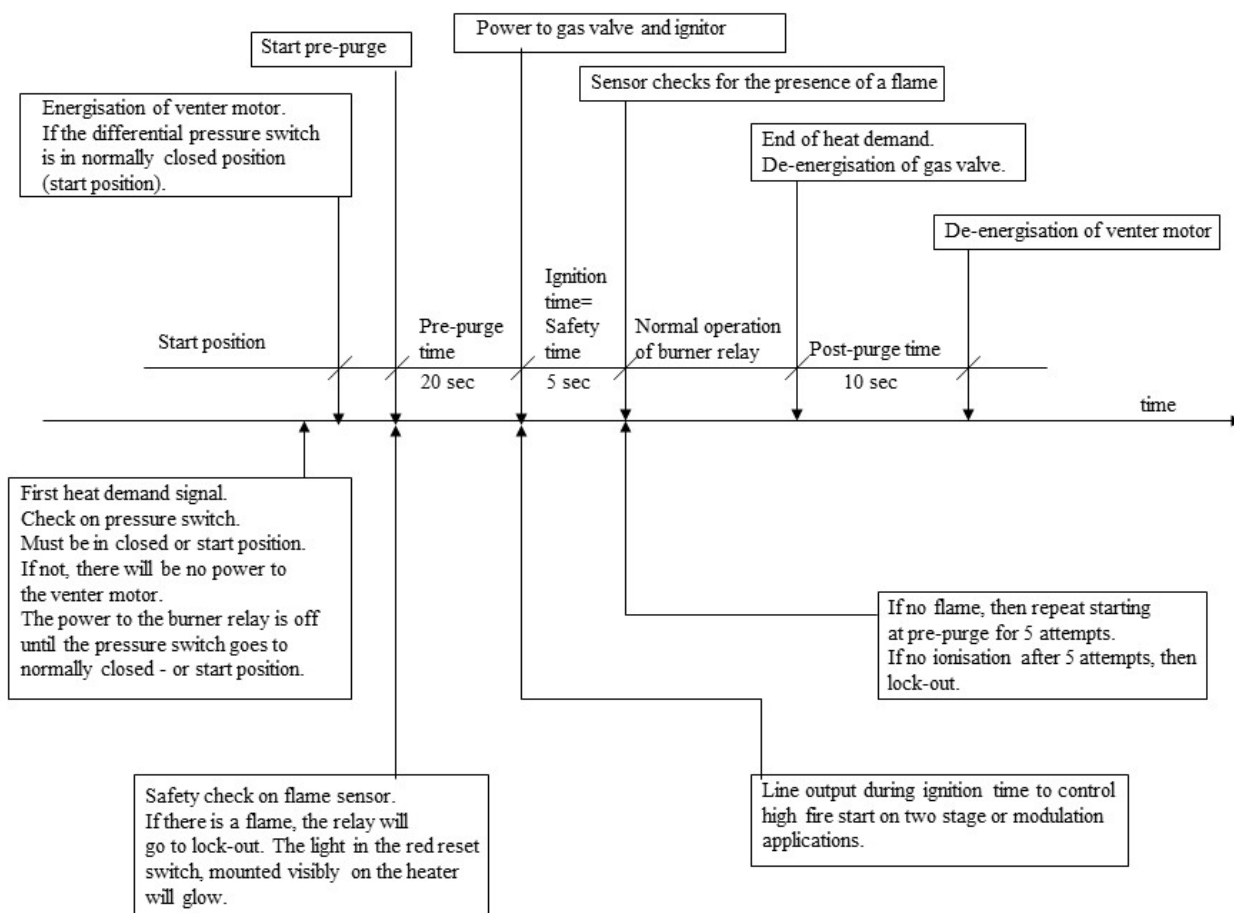 Power to gas valve and ignitor
Start pre-purge
Sensor checks for the presence of a flame
Energisation of venter motor.
If the differential pressure switch
is in normally closed position
(start position).
End of heat demand.
De-energisation of gas valve.
De-energisation of venter motor
Start position
Pre-purge
time
20 sec
Ignition
time=
Safety
time
5 sec
Normal operation
of burner relay
Post-purge time
10 sec
time
First heat demand signal.
Check on pressure switch.
Must be in closed or start position.
If not, there will be no power to
the venter motor.
The power to the burner relay is off
until the pressure switch goes to
normally closed - or start position.
If no flame, then repeat starting
at pre-purge for 5 attempts.
If no ionisation after 5 attempts, then
lock-out.
Safety check on flame sensor.
If there is a flame, the relay will
go to lock-out. The light in the red reset
switch, mounted visibly on the heater
will glow.
Line output during ignition time to control
high fire start on two stage or modulation
applications.